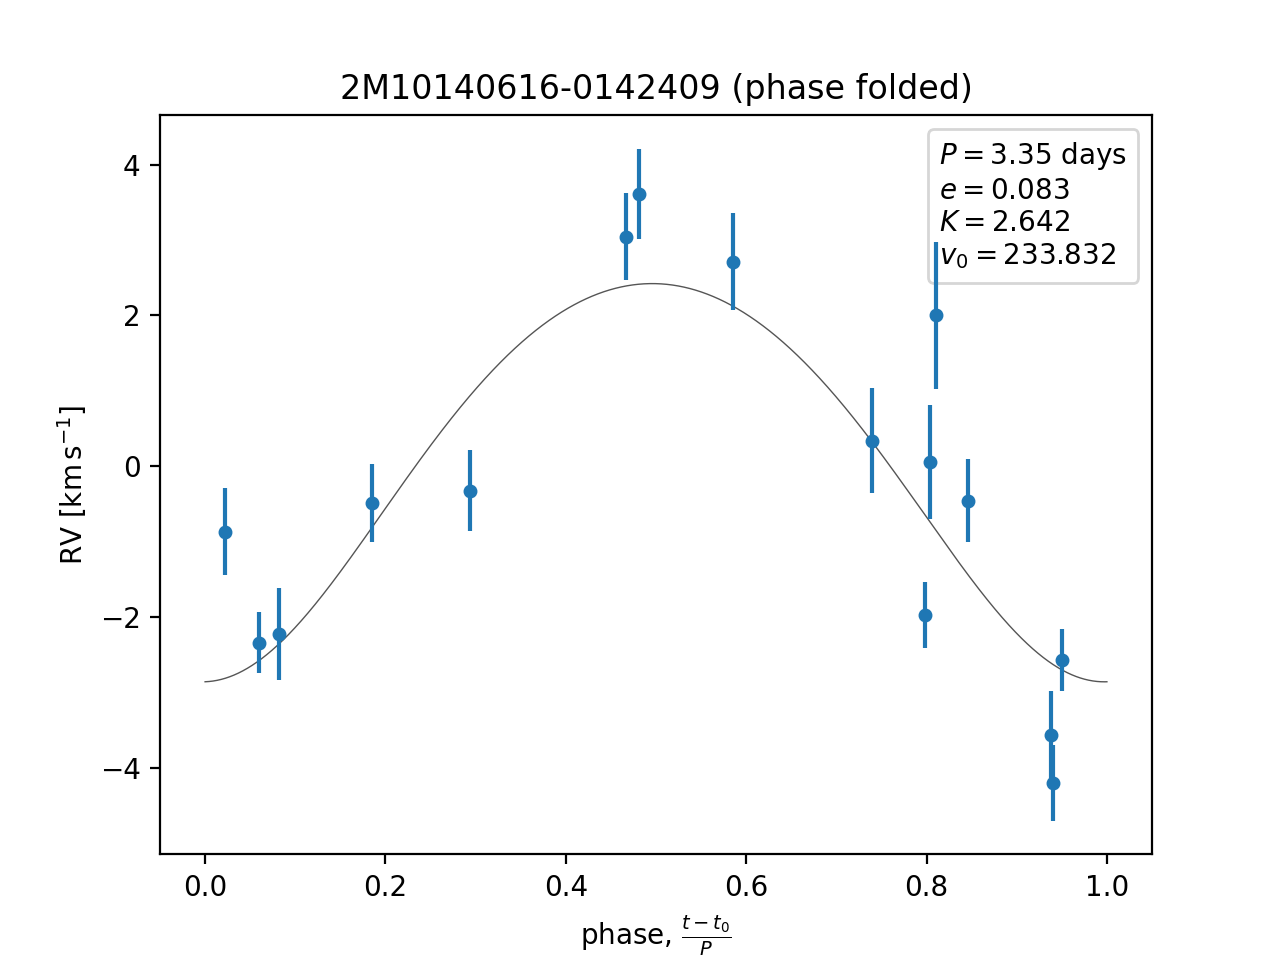 2M10140616-0142409 (phase folded)
P = 3.35 days
e = 0.083
K = 2.642
v₀ = 233.832
RV [km s⁻¹]
4
2
0
−2
−4
0.0 0.2 0.4 0.6 0.8 1.0
phase, (t − t₀)/P